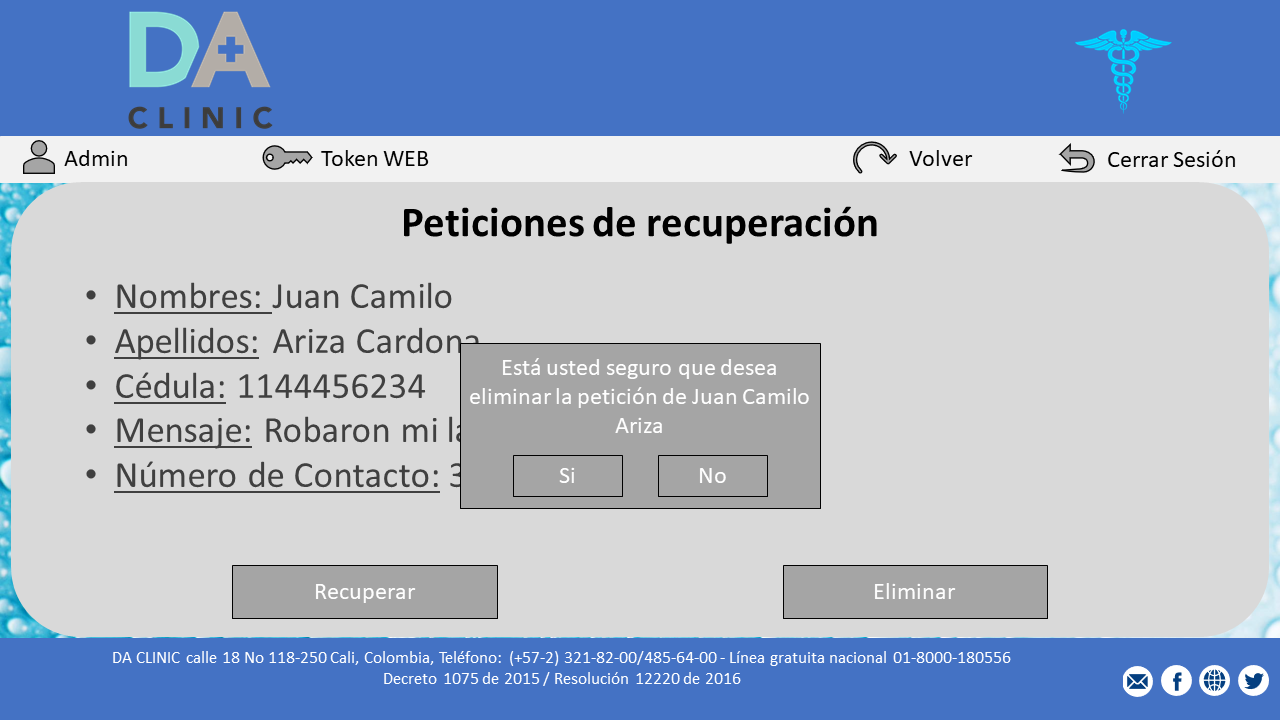 DA
CLINIC
Admin
Token WEB
Volver
Cerrar Sesión
Peticiones de recuperación
• Nombres: Juan Camilo
• Apellidos: Ariza Cardona
• Cédula: 1144456234
• Mensaje: Robaron mi
• Número de Contacto: 3
Está usted seguro que desea
eliminar la petición de Juan Camilo
Ariza
Si
No
Recuperar
Eliminar
DA CLINIC calle 18 No 118-250 Cali, Colombia, Teléfono: (+57-2) 321-82-00/485-64-00 - Línea gratuita nacional 01-8000-180556
Decreto 1075 de 2015 / Resolución 12220 de 2016